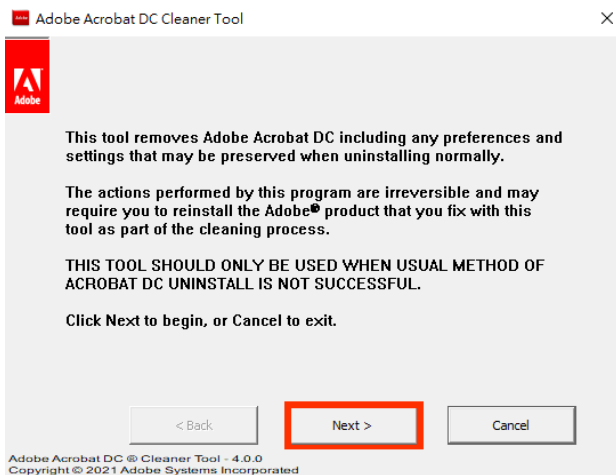 Adobe Acrobat DC Cleaner Tool
Adobe
This tool removes Adobe Acrobat DC including any preferences and
settings that may be preserved when uninstalling normally.
The actions performed by this program are irreversible and may
require you to reinstall the Adobe® product that you fix with this
tool as part of the cleaning process.
THIS TOOL SHOULD ONLY BE USED WHEN USUAL METHOD OF
ACROBAT DC UNINSTALL IS NOT SUCCESSFUL.
Click Next to begin, or Cancel to exit.
< Back
Next >
Cancel
Adobe Acrobat DC ® Cleaner Tool - 4.0.0
Copyright © 2021 Adobe Systems Incorporated